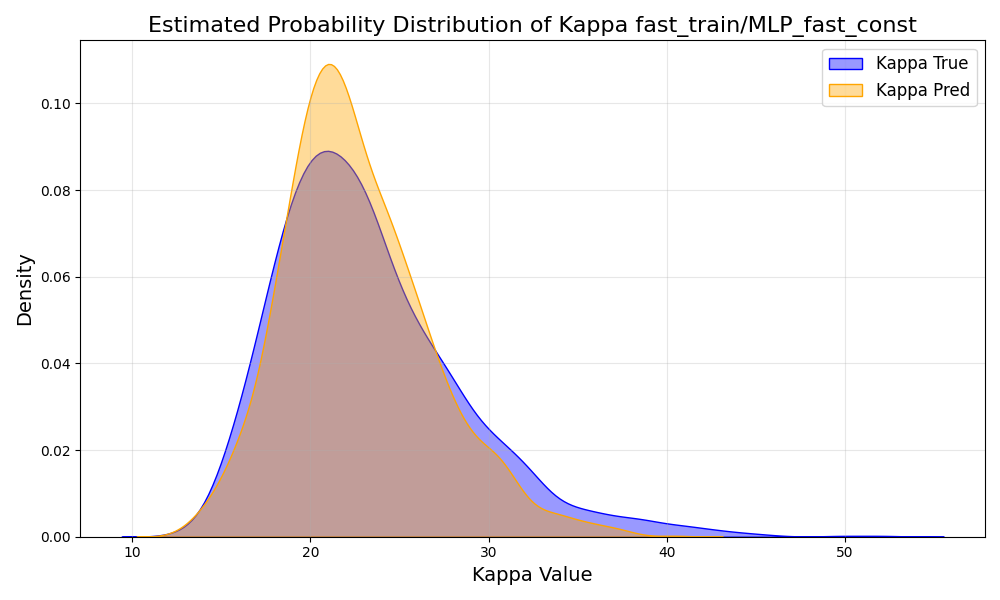 Estimated Probability Distribution of Kappa fast_train/MLP_fast_const
Kappa True
Kappa Pred
Density
0.10
0.08
0.06
0.04
0.02
0.00
10 20 30 40 50
Kappa Value